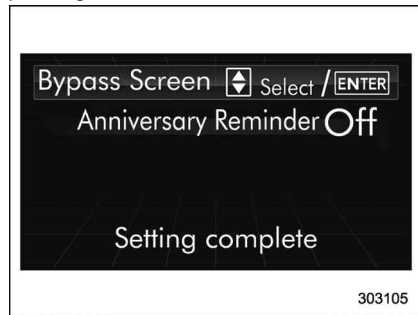 Bypass Screen Select / ENTER
Anniversary Reminder Off
Setting complete
303105